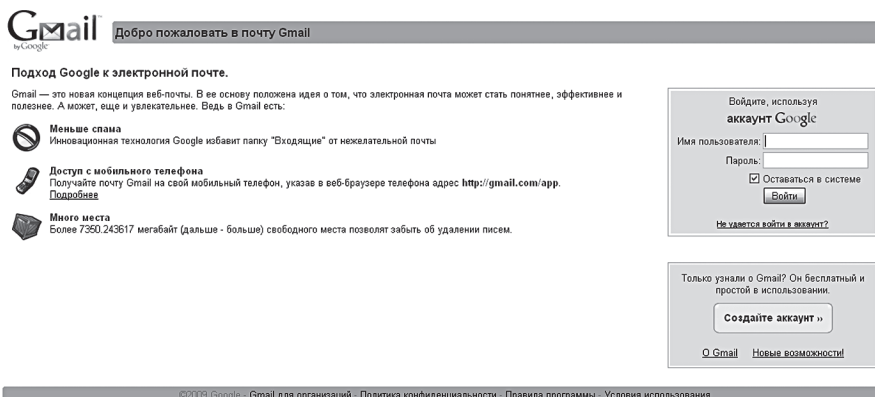 Gmail
by Google
Добро пожаловать в почту Gmail
Подход Google к электронной почте.
Gmail — это новая концепция веб-почты. В ее основу положена идея о том, что электронная почта может стать понятнее, эффективнее и
полезнее. А может, еще и увлекательнее. Ведь в Gmail есть:
Меньше спама
Инновационная технология Google избавит папку "Входящие" от нежелательной почты
Доступ с мобильного телефона
Получайте почту Gmail на свой мобильный телефон, указав в веб-браузере телефона адрес http://gmail.com/app.
Подробнее
Много места
Более 7350.243617 мегабайт (дальше - больше) свободного места позволят забыть об удалении писем.
Войдите, используя
аккаунт Google
Имя пользователя:
Пароль:
Оставаться в системе
Войти
Не удается войти в аккаунт?
Только узнали о Gmail? Он бесплатный и
простой в использовании.
Создайте аккаунт »
О Gmail Новые возможности!
©2009 Google - Gmail для организаций - Политика конфиденциальности - Правила программы - Условия использования